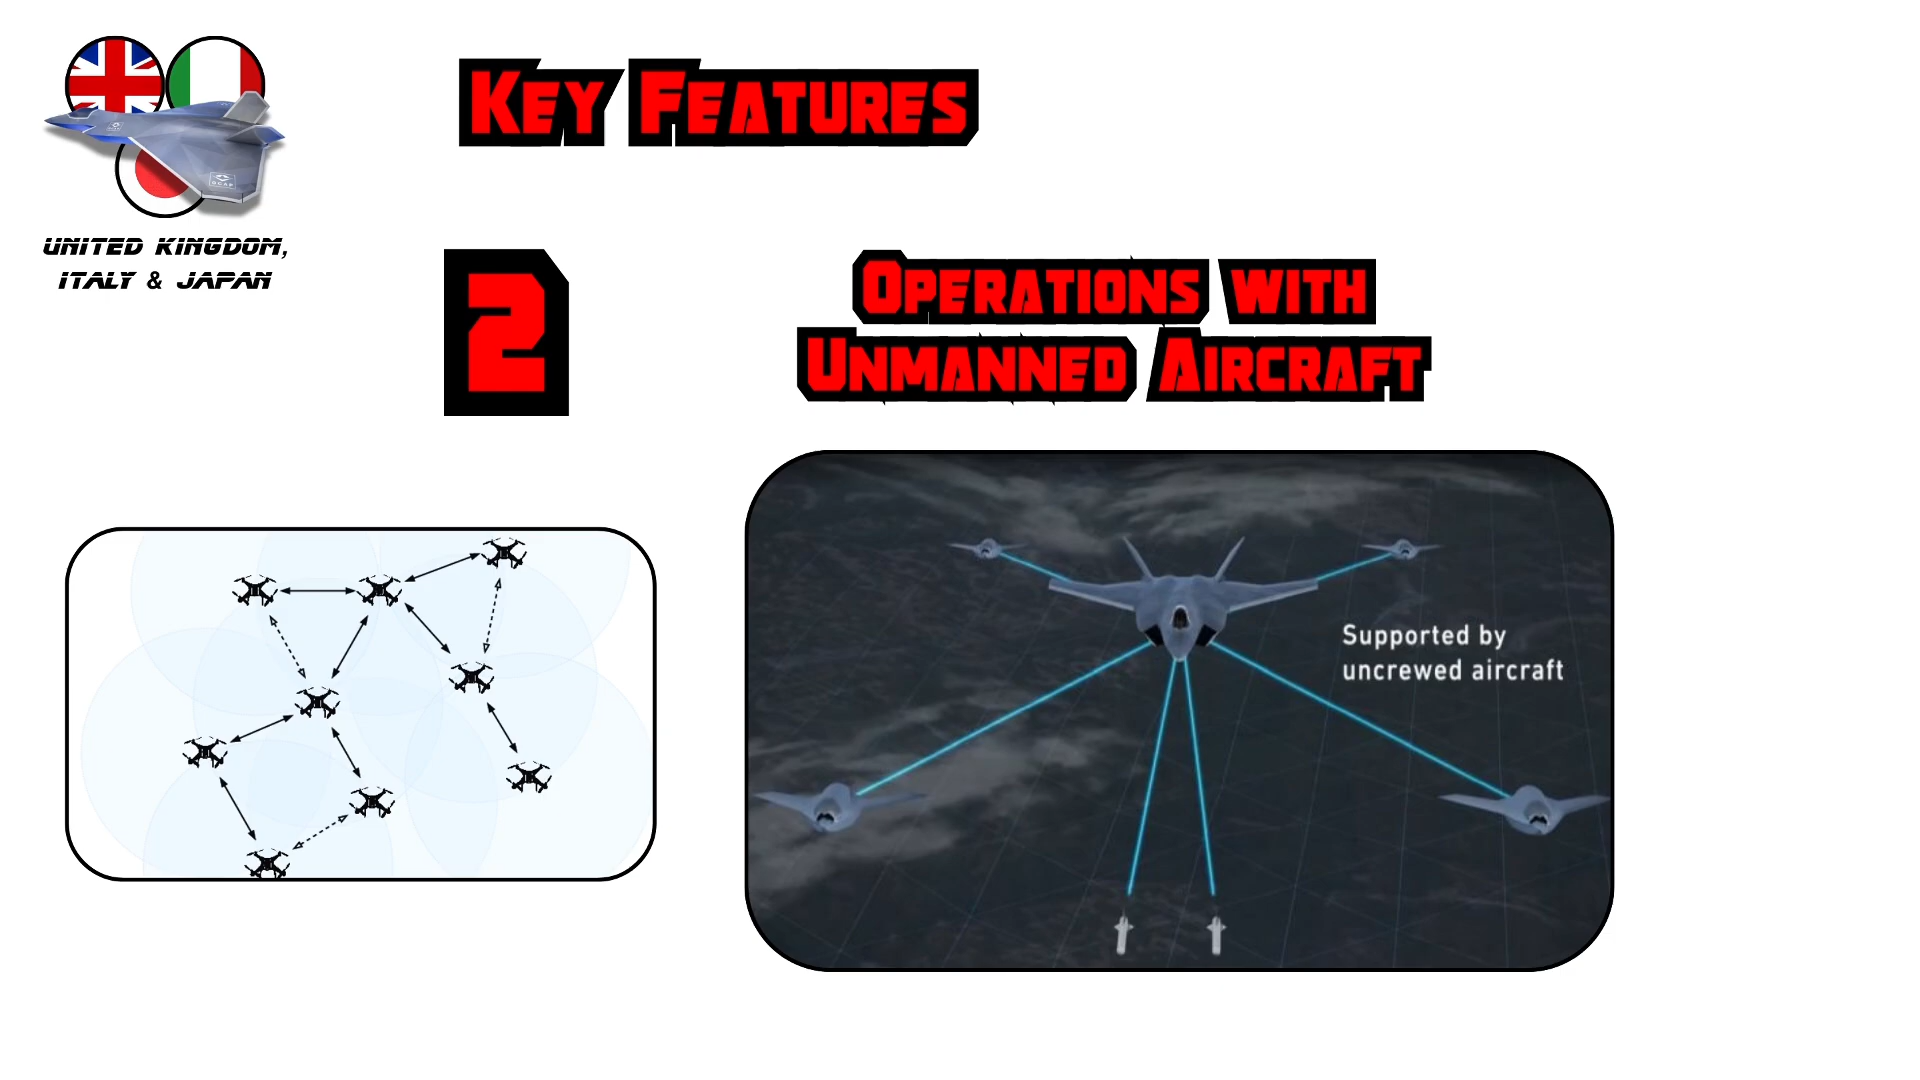 Key Features
UNITED KINGDOM,
ITALY & JAPAN
2
Operations with
Unmanned Aircraft
Supported by
uncrewed aircraft